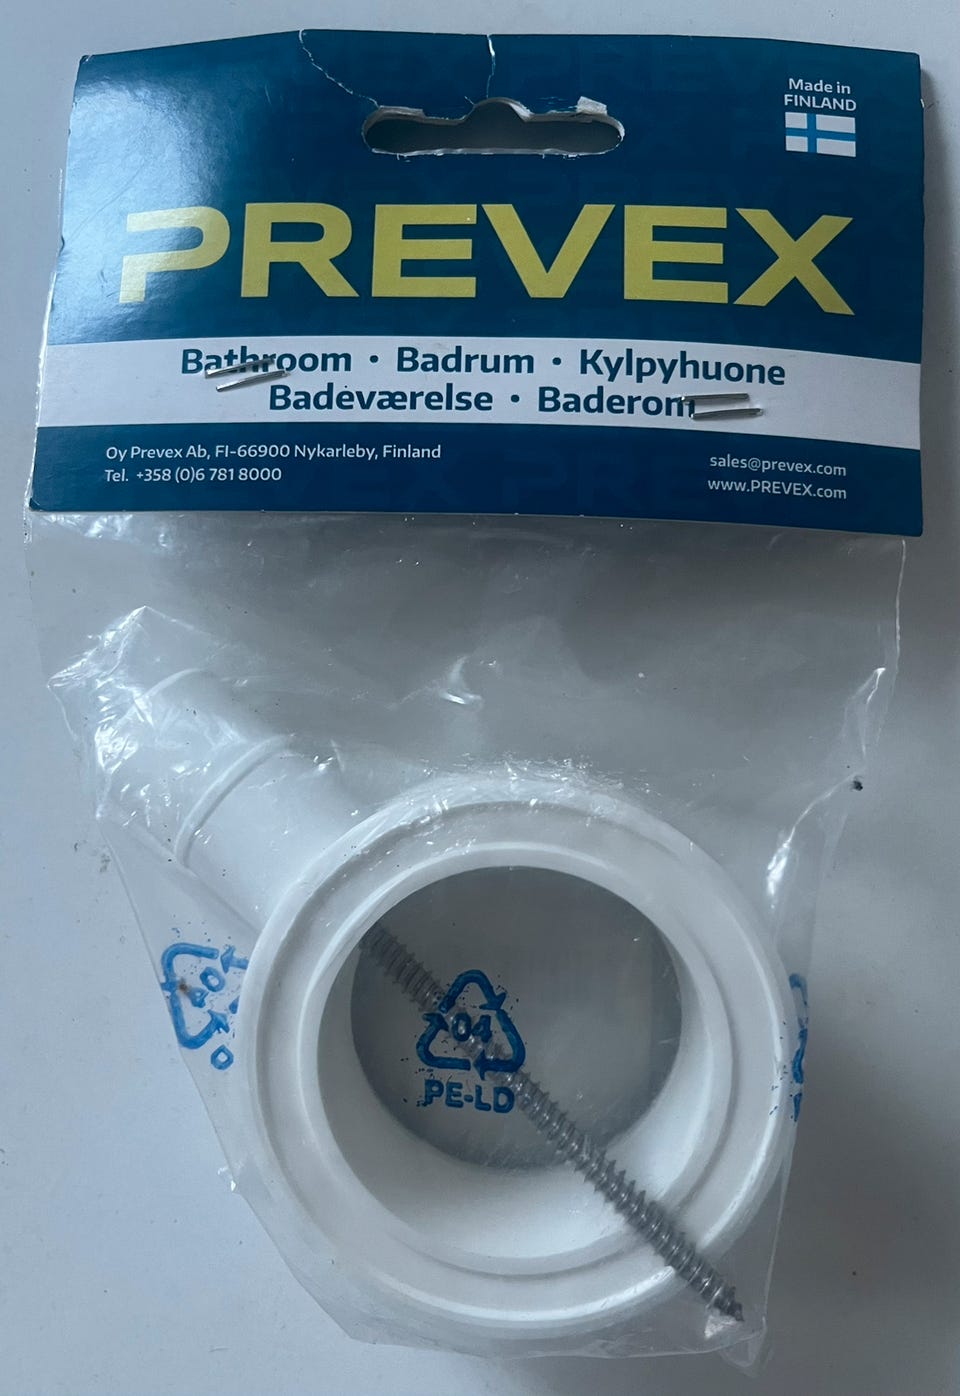 Made in
FINLAND
PREVEX
Bathroom • Badrum • Kylpyhuone
Badeværelse • Baderom
Oy Prevex Ab, FI-66900 Nykarleby, Finland
Tel. +358 (0)6 781 8000
sales@prevex.com
www.PREVEX.com
04
PE-LD